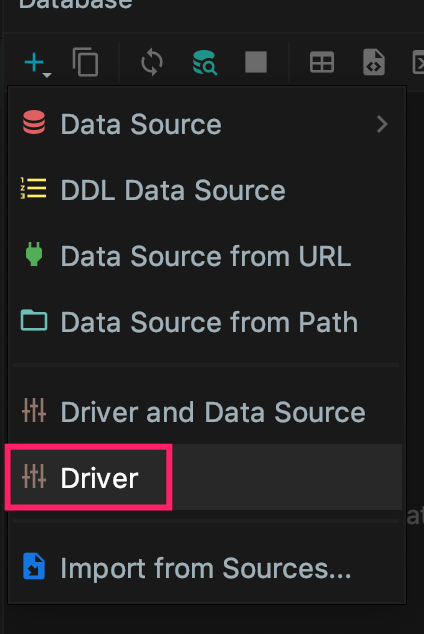 Database
Data Source
DDL Data Source
Data Source from URL
Data Source from Path
Driver and Data Source
Driver
Import from Sources...